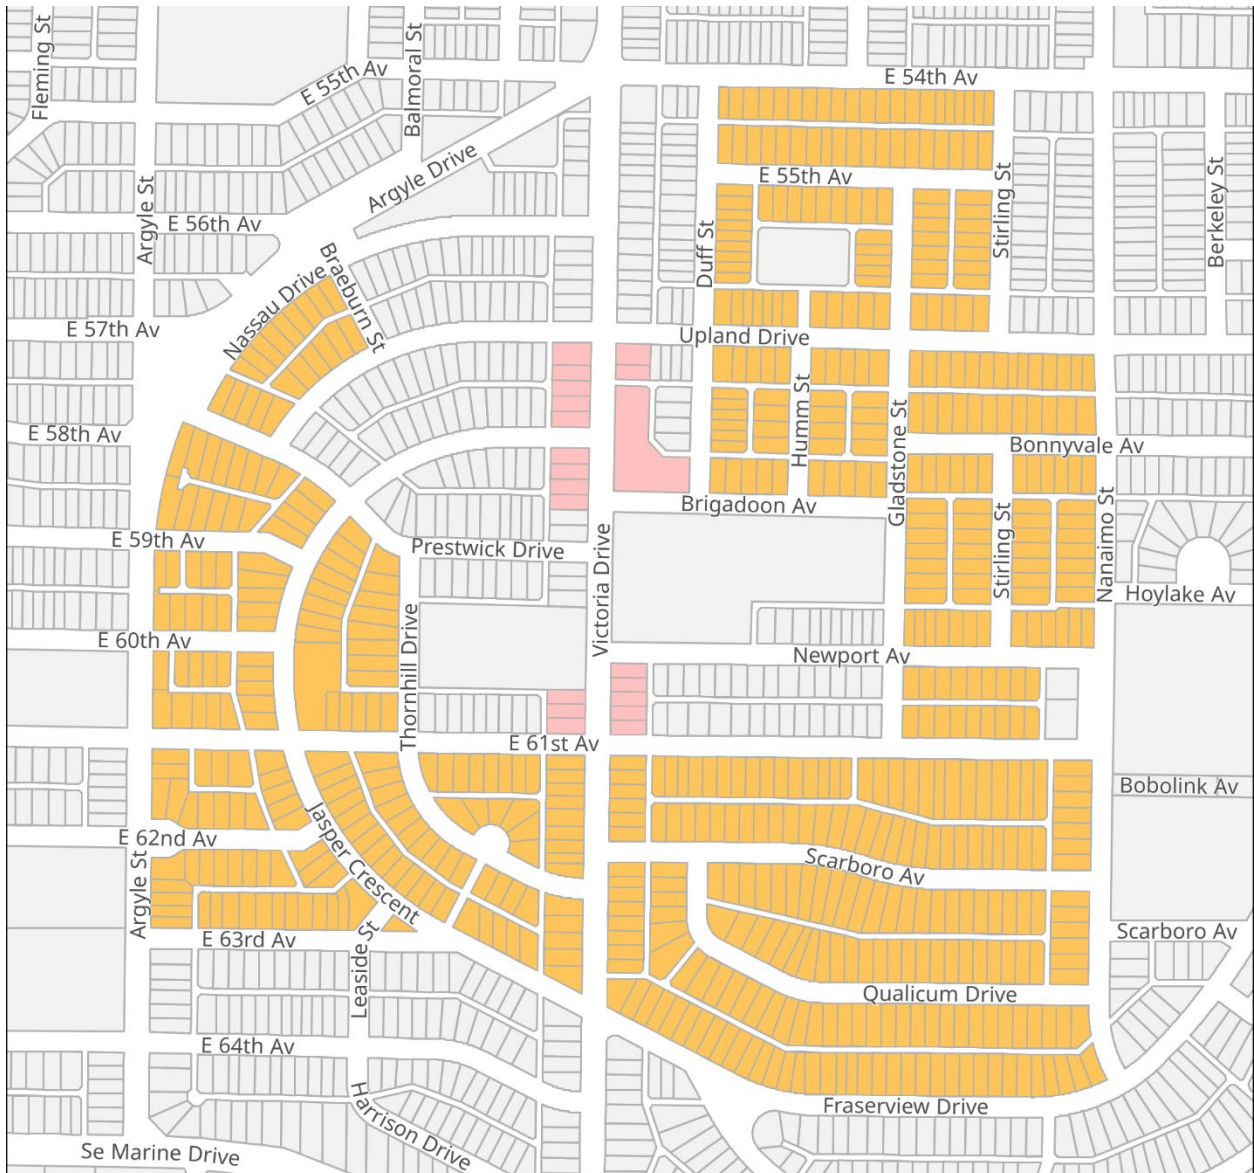 Fleming St
E 55th Av
Balmoral St
E 54th Av
Argyle Drive
E 55th Av
Argyle St
E 56th Av
Stirling St
Berkeley St
Duff St
Braeburn St
Nassau Drive
E 57th Av
Upland Drive
Humm St
Gladstone St
E 58th Av
Bonnyvale Av
Brigadoon Av
E 59th Av
Prestwick Drive
Victoria Drive
Stirling St
Nanaimo St
Hoylake Av
E 60th Av
Thornhill Drive
Newport Av
E 61st Av
Bobolink Av
E 62nd Av
Jasper Crescent
Scarboro Av
Argyle St
E 63rd Av
Leaside St
Scarboro Av
Qualicum Drive
E 64th Av
Harrison Drive
Fraserview Drive
Se Marine Drive